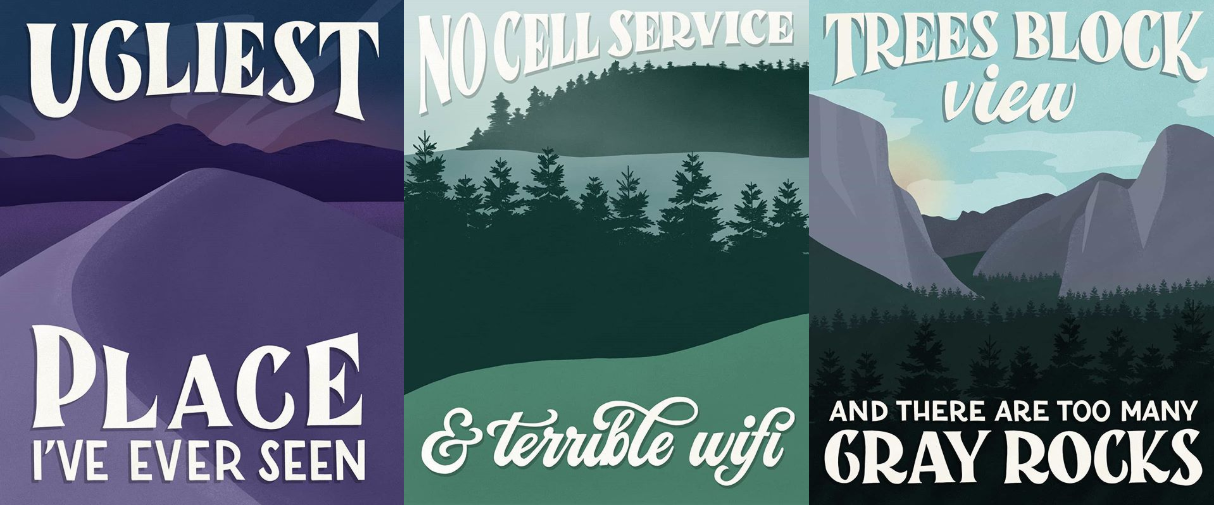 UGLIEST
PLACE
I'VE EVER SEEN
NO CELL SERVICE
& terrible wifi
TREES BLOCK
view
AND THERE ARE TOO MANY
GRAY ROCKS